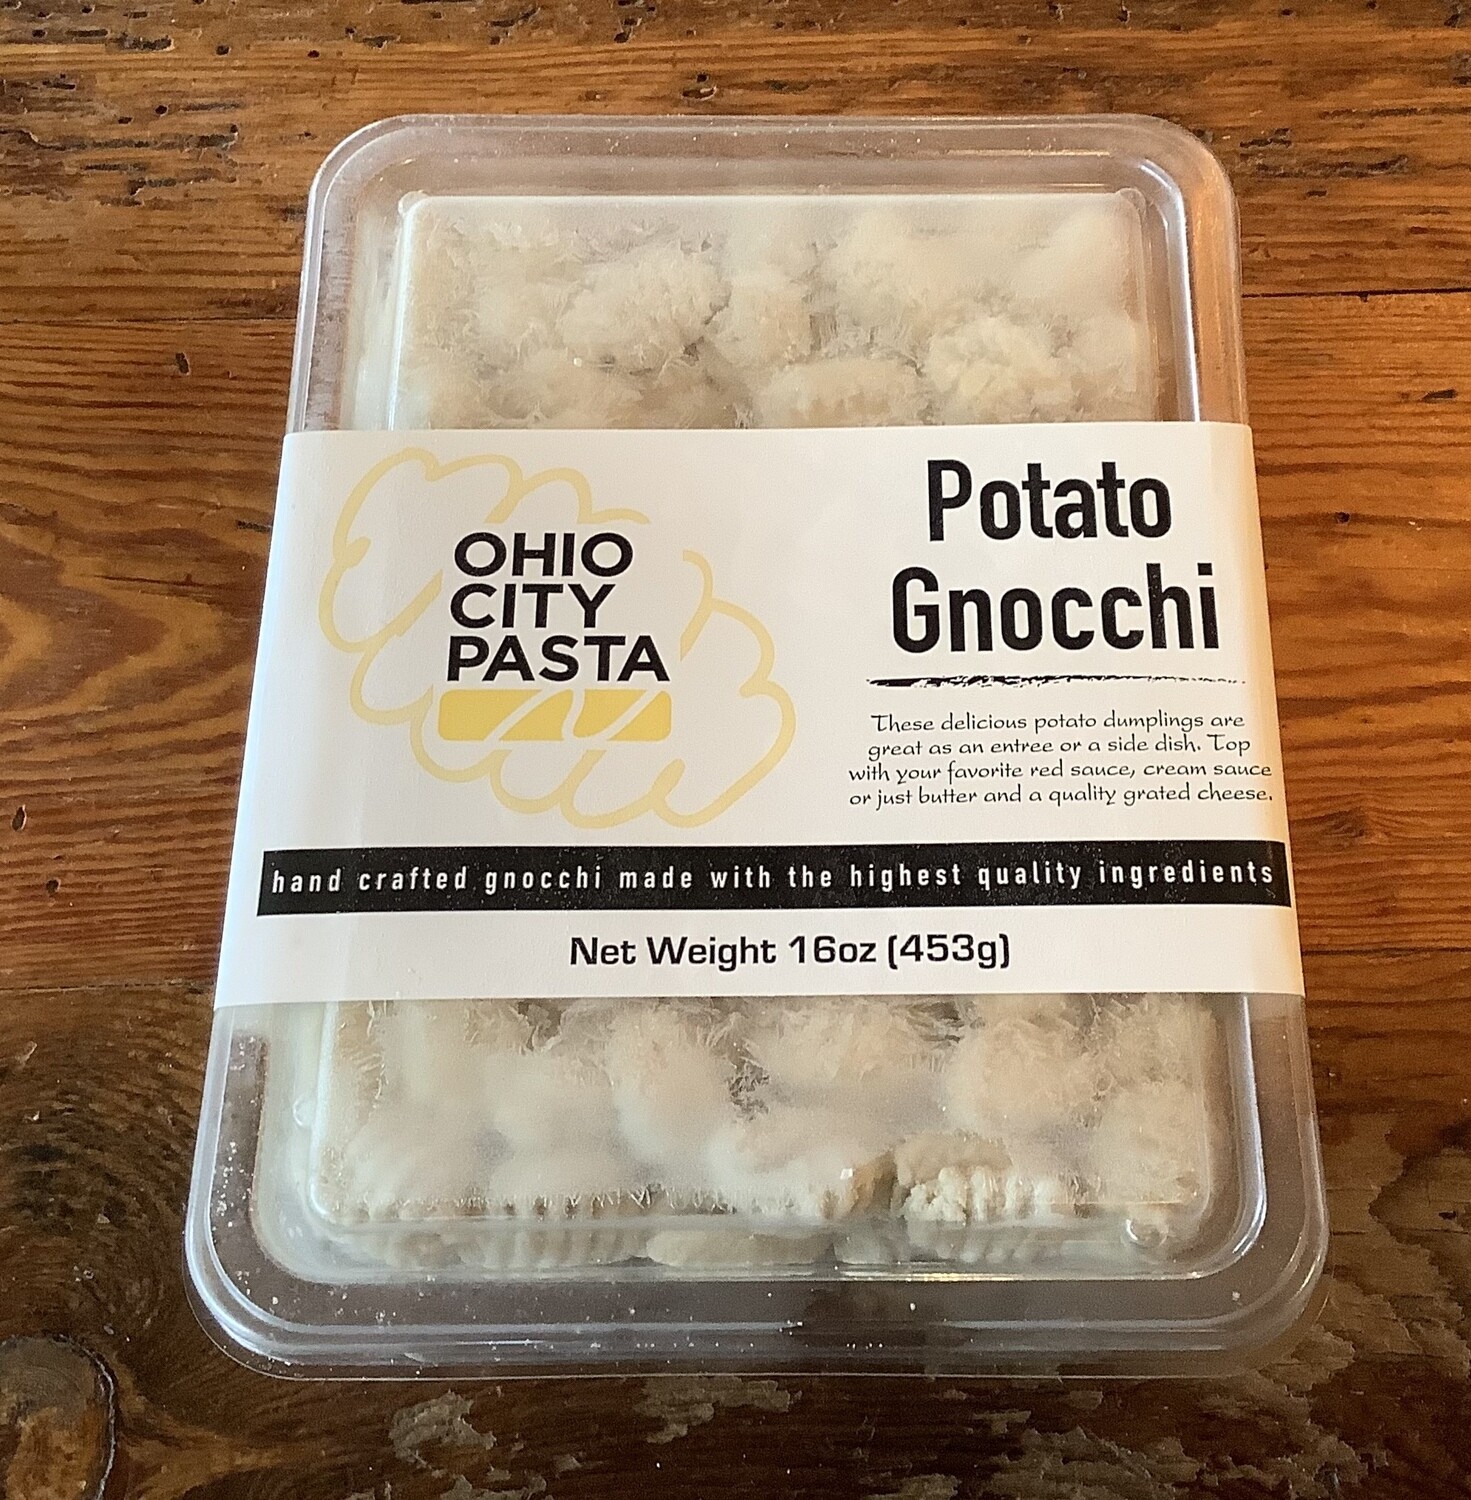 OHIO
CITY
PASTA
Potato
Gnocchi
These delicious potato dumplings are
great as an entree or a side dish. Top
with your favorite red sauce, cream sauce
or just butter and a quality grated cheese.
hand crafted gnocchi made with the highest quality ingredients
Net Weight 16oz (453g)